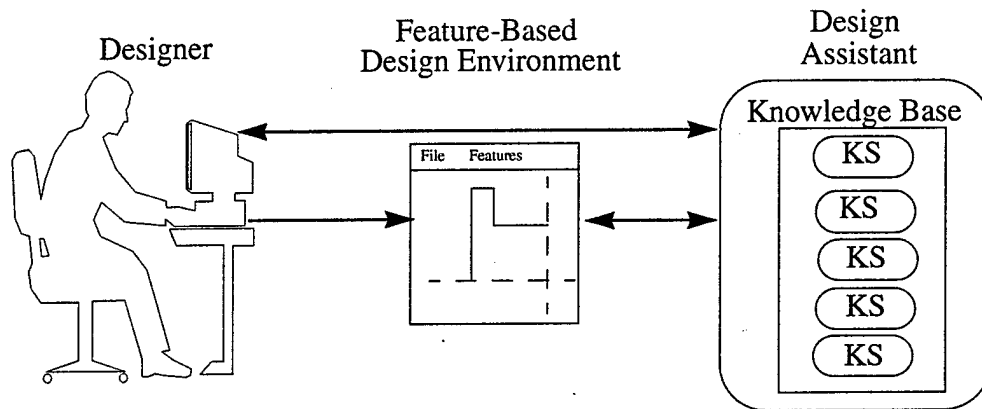 Designer
Feature-Based
Design Environment
Design
Assistant
Knowledge Base
File Features
KS
KS
KS
KS
KS